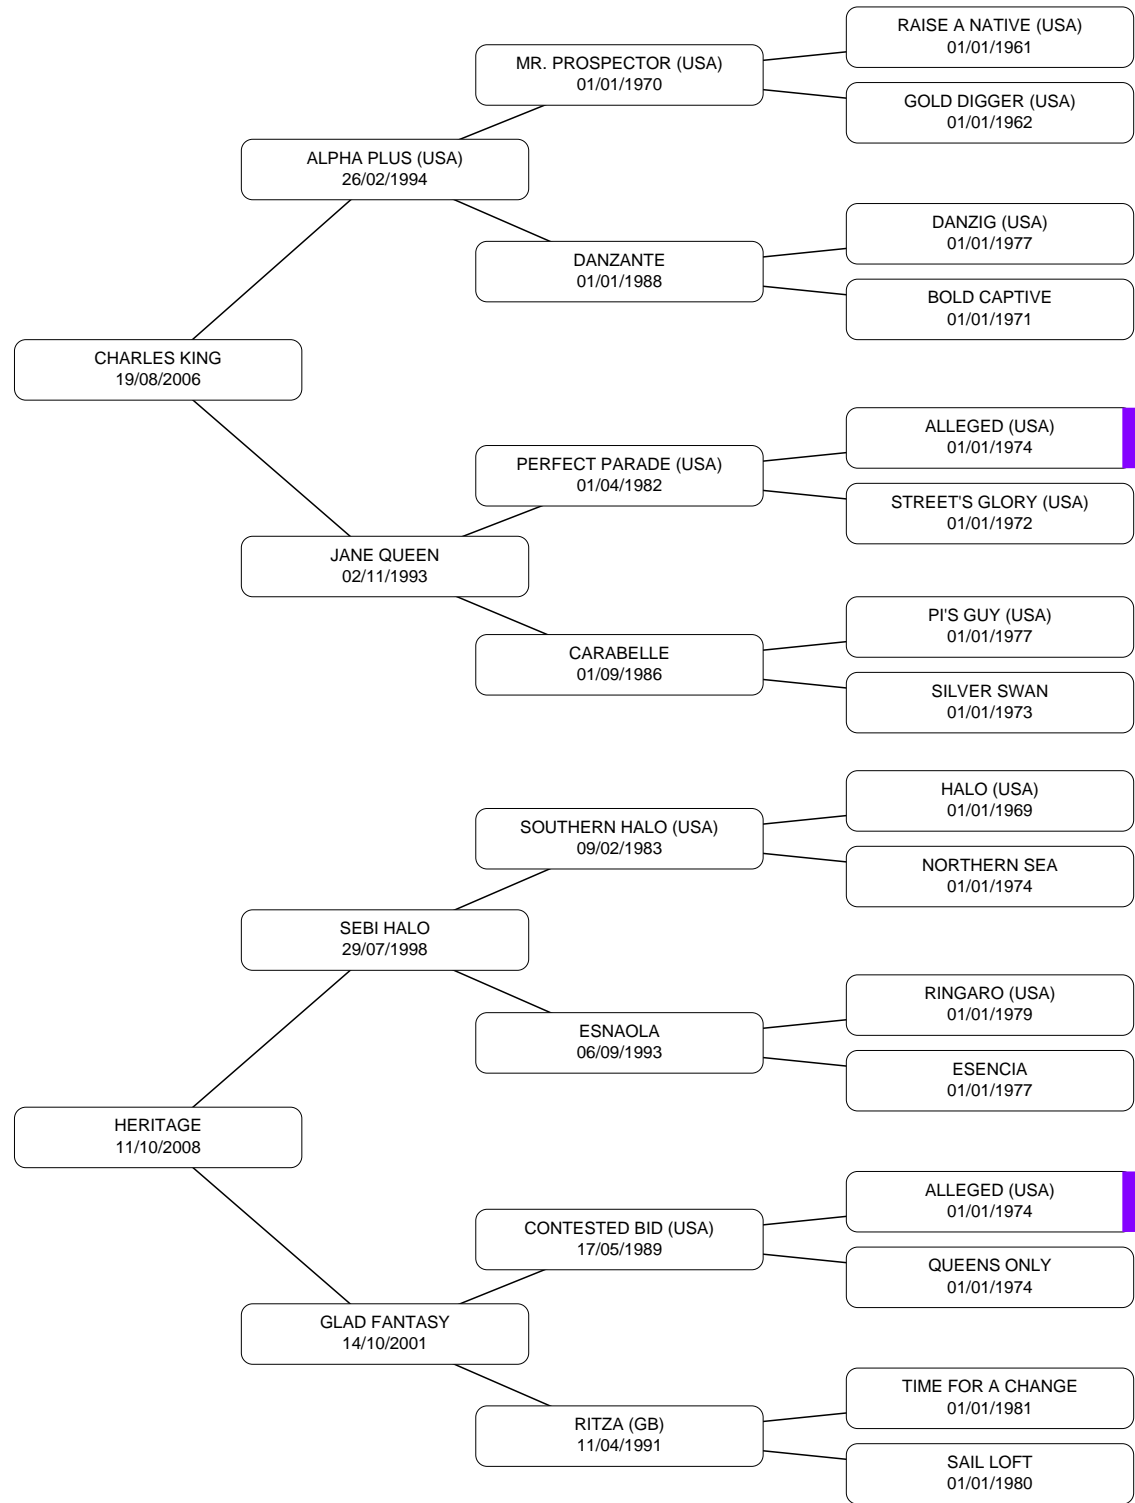 RAISE A NATIVE (USA)
01/01/1961
MR. PROSPECTOR (USA)
01/01/1970
GOLD DIGGER (USA)
01/01/1962
ALPHA PLUS (USA)
26/02/1994
DANZIG (USA)
01/01/1977
DANZANTE
01/01/1988
BOLD CAPTIVE
01/01/1971
CHARLES KING
19/08/2006
ALLEGED (USA)
01/01/1974
PERFECT PARADE (USA)
01/04/1982
STREET'S GLORY (USA)
01/01/1972
JANE QUEEN
02/11/1993
PI'S GUY (USA)
01/01/1977
CARABELLE
01/09/1986
SILVER SWAN
01/01/1973
HALO (USA)
01/01/1969
SOUTHERN HALO (USA)
09/02/1983
NORTHERN SEA
01/01/1974
SEBI HALO
29/07/1998
RINGARO (USA)
01/01/1979
ESNAOLA
06/09/1993
ESENCIA
01/01/1977
HERITAGE
11/10/2008
ALLEGED (USA)
01/01/1974
CONTESTED BID (USA)
17/05/1989
QUEENS ONLY
01/01/1974
GLAD FANTASY
14/10/2001
TIME FOR A CHANGE
01/01/1981
RITZA (GB)
11/04/1991
SAIL LOFT
01/01/1980